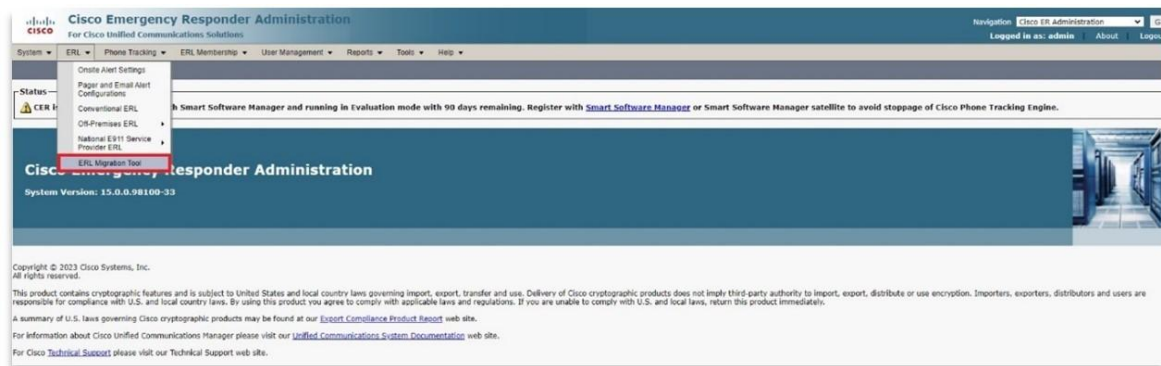 cisco
Cisco Emergency Responder Administration
For Cisco Unified Communications Solutions
Navigation Cisco ER Administration G
Logged in as: admin About Logou
System ERL Phone Tracking ERL Membership User Management Reports Tools Help
Onsite Alert Settings
Pager and Email Alert
Configurations
Conventional ERL
Off-Premises ERL
National E911 Service
Provider ERL
ERL Migration Tool
Status
CER i h Smart Software Manager and running in Evaluation mode with 90 days remaining. Register with Smart Software Manager or Smart Software Manager satellite to avoid stoppage of Cisco Phone Tracking Engine.
Cisco Emergency Responder Administration
System Version: 15.0.0.98100-33
Copyright © 2023 Cisco Systems, Inc.
All rights reserved.
This product contains cryptographic features and is subject to United States and local country laws governing import, export, transfer and use. Delivery of Cisco cryptographic products does not imply third-party authority to import, export, distribute or use encryption. Importers, exporters, distributors and users are
responsible for compliance with U.S. and local country laws. By using this product you agree to comply with applicable laws and regulations. If you are unable to comply with U.S. and local laws, return this product immediately.
A summary of U.S. laws governing Cisco cryptographic products may be found at our Export Compliance Product Report web site.
For information about Cisco Unified Communications Manager please visit our Unified Communications System Documentation web site.
For Cisco Technical Support please visit our Technical Support web site.